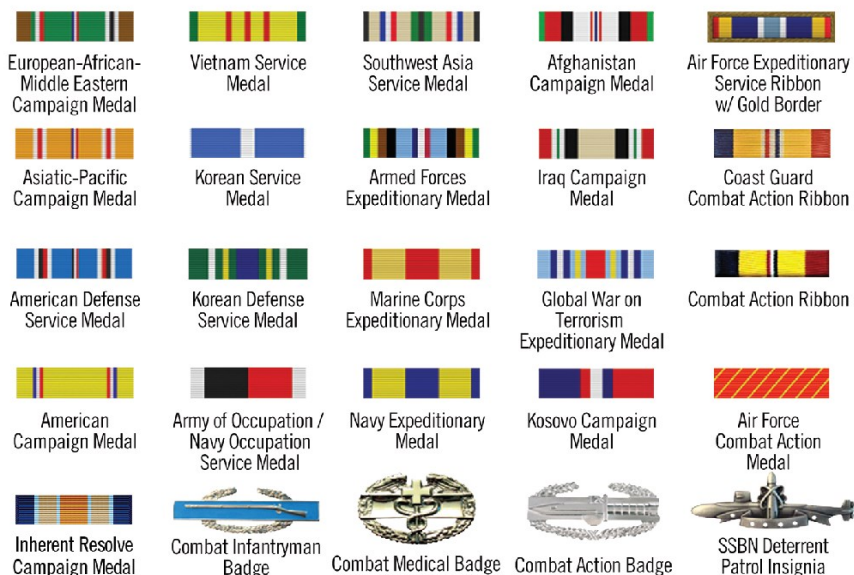 European-African-
Middle Eastern
Campaign Medal
Vietnam Service
Medal
Southwest Asia
Service Medal
Afghanistan
Campaign Medal
Air Force Expeditionary
Service Ribbon
w/ Gold Border
Asiatic-Pacific
Campaign Medal
Korean Service
Medal
Armed Forces
Expeditionary Medal
Iraq Campaign
Medal
Coast Guard
Combat Action Ribbon
American Defense
Service Medal
Korean Defense
Service Medal
Marine Corps
Expeditionary Medal
Global War on
Terrorism
Expeditionary Medal
Combat Action Ribbon
American
Campaign Medal
Army of Occupation /
Navy Occupation
Service Medal
Navy Expeditionary
Medal
Kosovo Campaign
Medal
Air Force
Combat Action
Medal
Inherent Resolve
Campaign Medal
Combat Infantryman
Badge
Combat Medical Badge
Combat Action Badge
SSBN Deterrent
Patrol Insignia